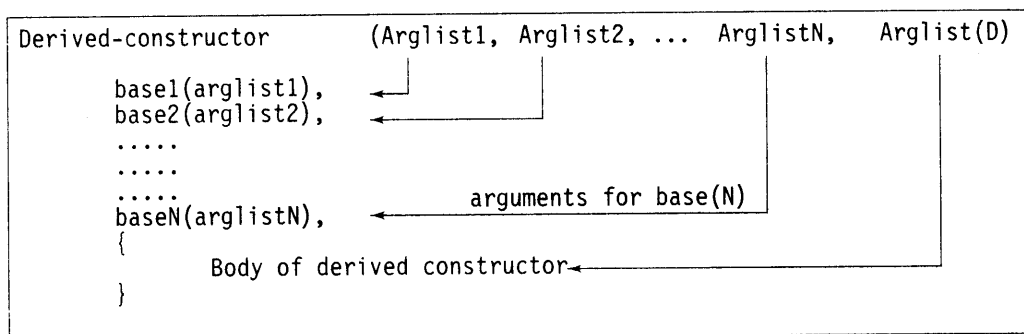 Derived-constructor (Arglist1, Arglist2, ... ArglistN, Arglist(D)
base1(arglist1),
base2(arglist2),
.....
.....
.....
arguments for base(N)
baseN(arglistN),
{
Body of derived constructor
}